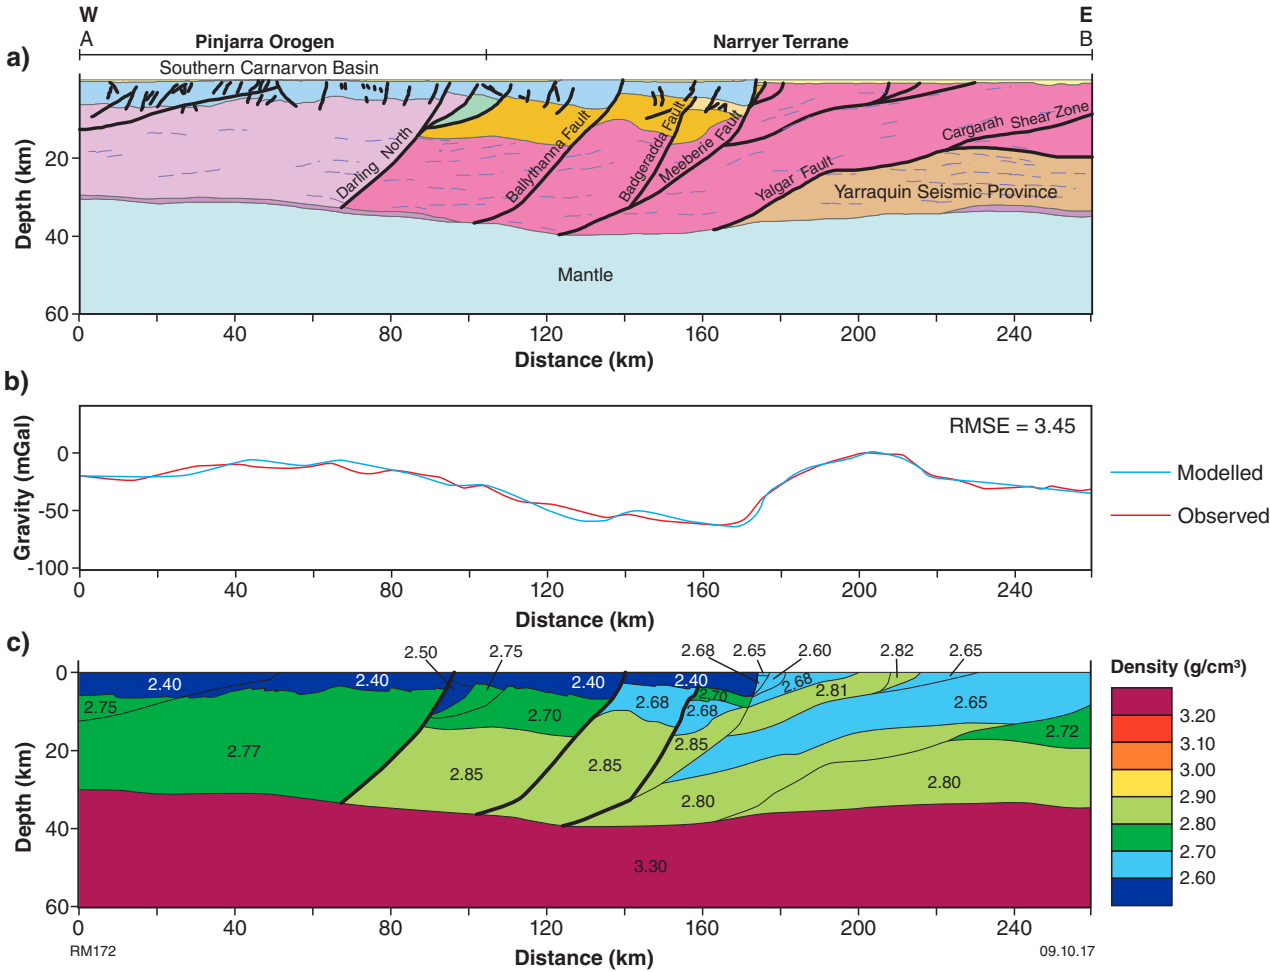 W
E
A
B
Pinjarra Orogen
Narryer Terrane
a)
Southern Carnavon Basin
Darling North
Ballythanna Fault
Badgeradda Fault
Meeberie Fault
Yalgar Fault
Cargarah Shear Zone
Yarraquin Seismic Province
Mantle
Depth (km)
20
40
60
0 40 80 120 160 200 240
Distance (km)
b)
RMSE = 3.45
Gravity (mGal)
0
-50
-100
Modelled
Observed
0 40 80 120 160 200 240
Distance (km)
c)
2.50 2.75 2.68 2.65 2.60 2.82 2.65
2.40 2.40 2.40 2.40 2.68 2.81
2.75 2.70 2.68 2.70 2.68 2.65
2.77 2.85 2.85 2.85 2.72
2.80 2.80
3.30
Depth (km)
0
20
40
60
0 40 80 120 160 200 240
Distance (km)
Density (g/cm³)
3.20
3.10
3.00
2.90
2.80
2.70
2.60
RM172
09.10.17